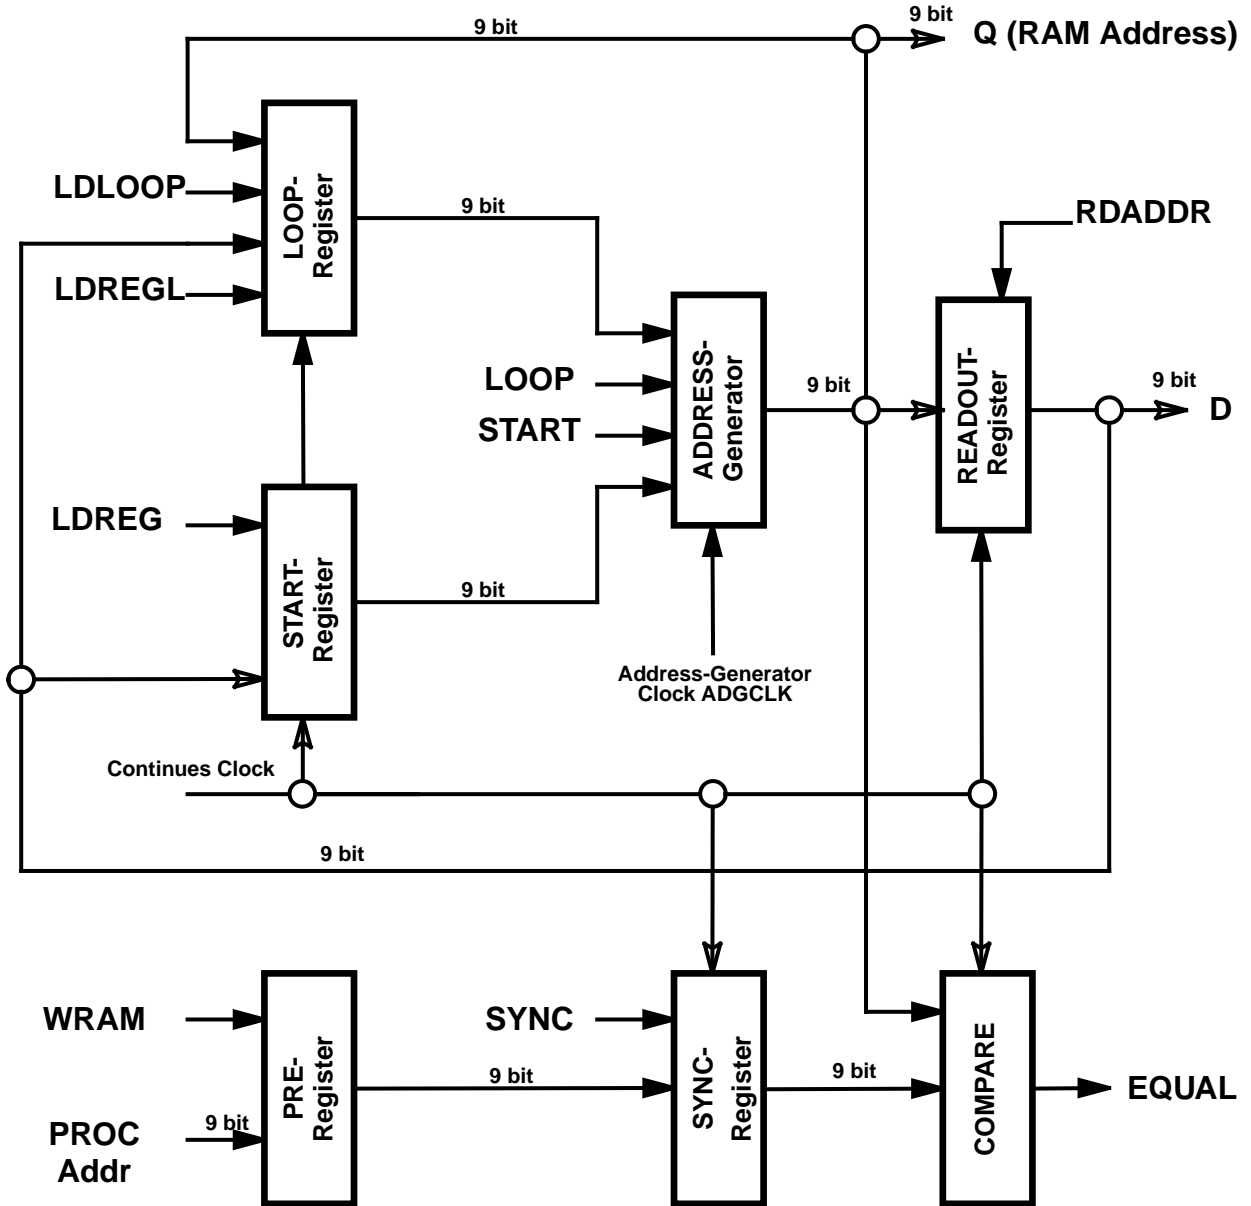 9 bit
9 bit
Q (RAM Address)
LDLOOP
LOOP-
Register
9 bit
RDADDR
LDREGL
LOOP
START
ADDRESS-
Generator
9 bit
READOUT-
Register
9 bit
D
LDREG
START-
Register
9 bit
Address-Generator
Clock ADGCLK
Continues Clock
9 bit
WRAM
PRE-
Register
SYNC
9 bit
SYNC-
Register
9 bit
COMPARE
EQUAL
PROC
Addr
9 bit